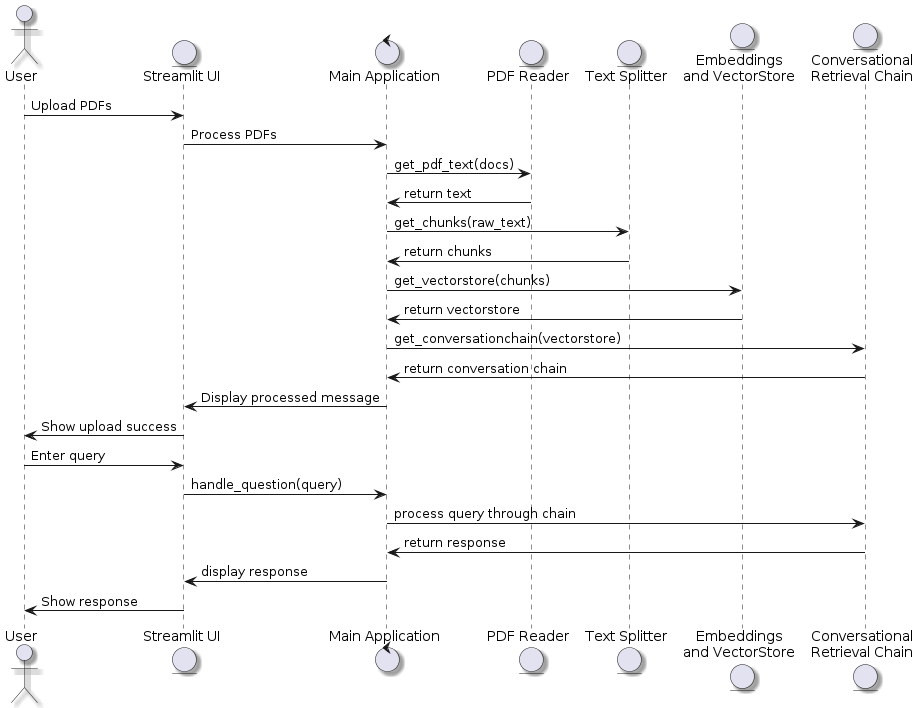 User
Streamlit UI
Main Application
PDF Reader
Text Splitter
Embeddings
and VectorStore
Conversational
Retrieval Chain
Upload PDFs
Process PDFs
get_pdf_text(docs)
return text
get_chunks(raw_text)
return chunks
get_vectorstore(chunks)
return vectorstore
get_conversationchain(vectorstore)
return conversation chain
Display processed message
Show upload success
Enter query
handle_question(query)
process query through chain
return response
display response
Show response
User
Streamlit UI
Main Application
PDF Reader
Text Splitter
Embeddings
and VectorStore
Conversational
Retrieval Chain